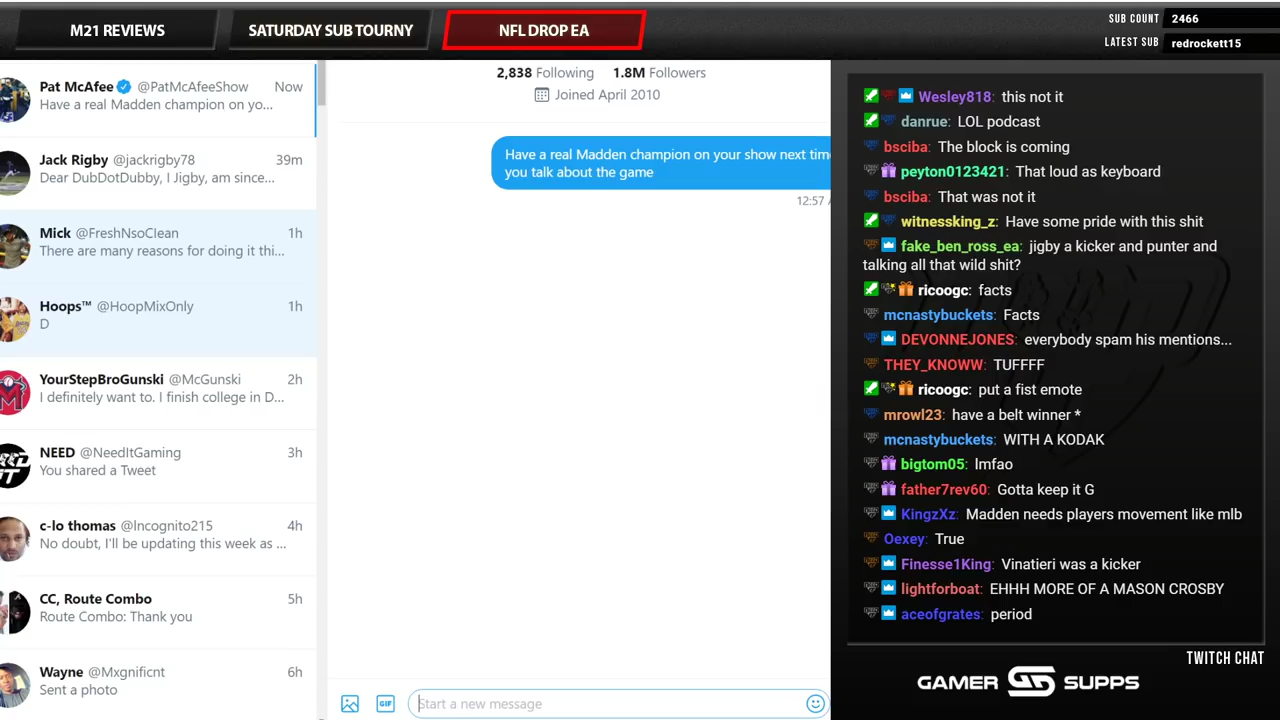 M21 REVIEWS
SATURDAY SUB TOURNY
NFL DROP EA
SUB COUNT 2466
LATEST SUB redrockett15
Pat McAfee @PatMcAfeeShow Now
Have a real Madden champion on yo...
Jack Rigby @jackrigby78 39m
Dear DubDotDubby, I Jigby, am since...
Mick @FreshNsoClean 1h
There are many reasons for doing it thi...
Hoops™ @HoopMixOnly 1h
D
YourStepBroGunski @McGunski 2h
I definitely want to. I finish college in D...
NEED @NeedItGaming 3h
You shared a Tweet
c-lo thomas @Incognito215 4h
No doubt, I'll be updating this week as ...
CC, Route Combo 5h
Route Combo: Thank you
Wayne @Mxgnificnt 6h
Sent a photo
2,838 Following 1.8M Followers
Joined April 2010
Have a real Madden champion on your show next time
you talk about the game
12:57 A
GIF
Start a new message
Wesley818: this not it
danrue: LOL podcast
bsciba: The block is coming
peyton0123421: That loud as keyboard
bsciba: That was not it
witnessking_z: Have some pride with this shit
fake_ben_ross_ea: jigby a kicker and punter and
talking all that wild shit?
ricoogc: facts
mcnastybuckets: Facts
DEVONNEJONES: everybody spam his mentions...
THEY_KNOWW: TUFFFF
ricoogc: put a fist emote
mrowl23: have a belt winner *
mcnastybuckets: WITH A KODAK
bigtom05: lmfao
father7rev60: Gotta keep it G
KingzXz: Madden needs players movement like mlb
Oexey: True
Finesse1King: Vinatieri was a kicker
lightforboat: EHHH MORE OF A MASON CROSBY
aceofgrates: period
TWITCH CHAT
GAMER SUPPS